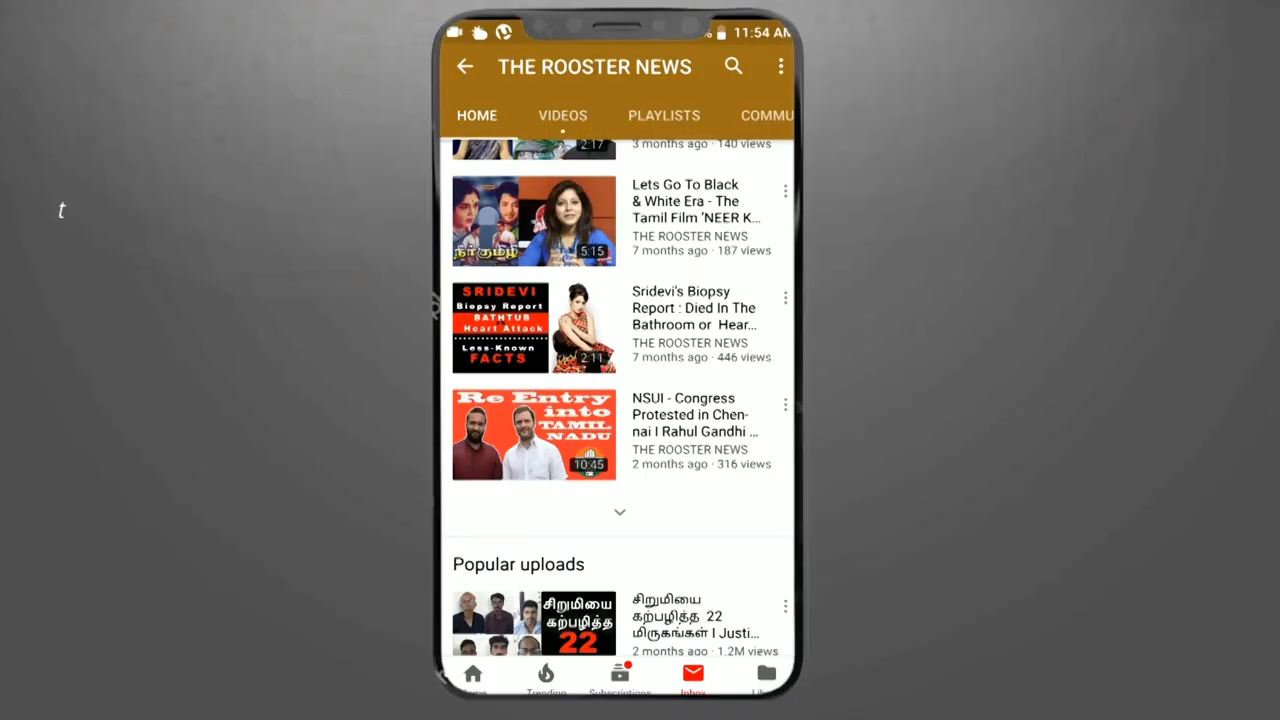 11:54 AM
THE ROOSTER NEWS
HOME VIDEOS PLAYLISTS COMMU
2:17
3 months ago · 140 views
t
Lets Go To Black
& White Era - The
Tamil Film 'NEER K...
THE ROOSTER NEWS
7 months ago · 187 views
நீர்குமிழி
5:15
SRIDEVI
Biopsy Report
BATHTUB
Heart Attack
Less-Known
FACTS
2:11
Sridevi's Biopsy
Report : Died In The
Bathroom or Hear...
THE ROOSTER NEWS
7 months ago · 446 views
Re Entry
into
TAMIL
NADU
10:45
NSUI - Congress
Protested in Chen-
nai I Rahul Gandhi ...
THE ROOSTER NEWS
2 months ago · 316 views
Popular uploads
சிறுமியை
கற்பழித்த
22
சிறுமியை
கற்பழித்த 22
மிருகங்கள் I Justi...
2 months ago · 1.2M views
Trending Subscriptions Inbox